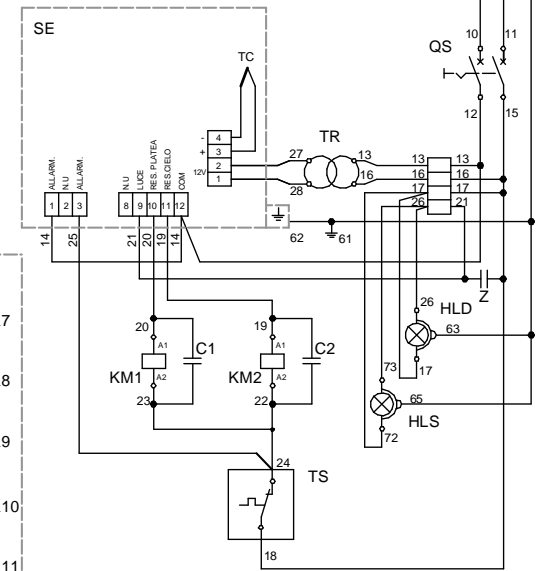 SE
TC
10
11
QS
12
15
4
-
3
+
2
12V
1
27
28
TR
13
16
13
13
16
16
17
17
26
21
ALLARM.
N.U
ALLARM.
N.U
LUCE
RES. PLATEA
RES.CIELO
COM
1
2
3
8
9
10
11
12
14
25
21
20
19
14
62
61
Z
26
HLD
63
17
73
65
HLS
72
20
A1
C1
KM1
A2
23
19
A1
C2
KM2
A2
22
24
TS
18
7
8
9
10
11